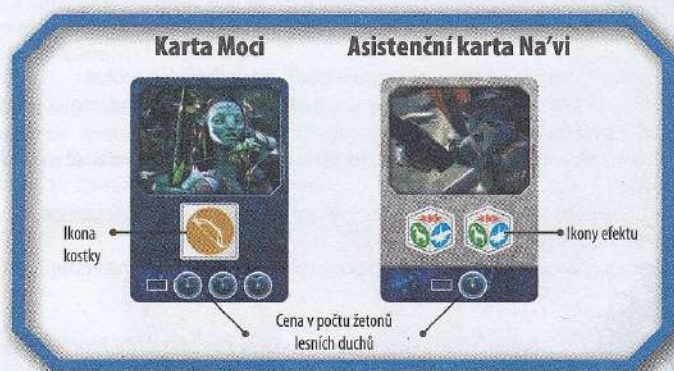 Karta Moci
Asistenční karta Na’vi
Ikona
kostky
Ikony efektu
Cena v počtu žetonů
lesních duchů